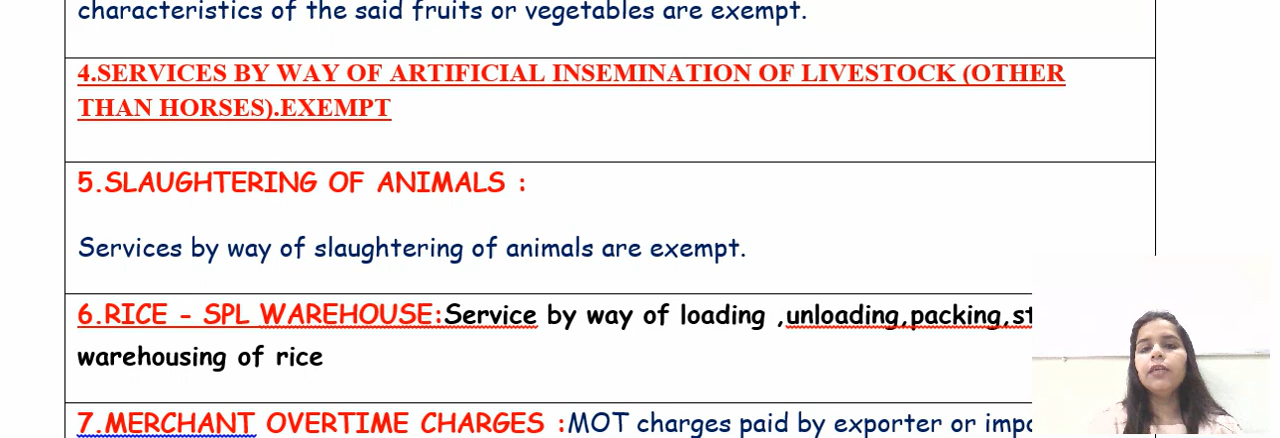 characteristics of the said fruits or vegetables are exempt.
4.SERVICES BY WAY OF ARTIFICIAL INSEMINATION OF LIVESTOCK (OTHER
THAN HORSES).EXEMPT
5.SLAUGHTERING OF ANIMALS :
Services by way of slaughtering of animals are exempt.
6.RICE - SPL WAREHOUSE:Service by way of loading ,unloading,packing,
warehousing of rice
7.MERCHANT OVERTIME CHARGES :MOT charges paid by exporter or